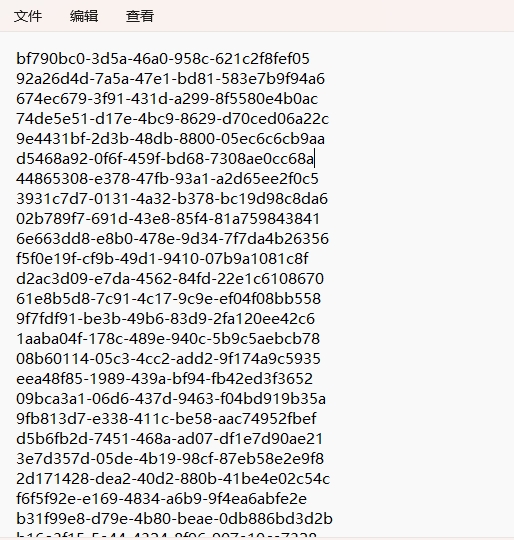 文件 编辑 查看
bf790bc0-3d5a-46a0-958c-621c2f8fef05
92a26d4d-7a5a-47e1-bd81-583e7b9f94a6
674ec679-3f91-431d-a299-8f5580e4b0ac
74de5e51-d17e-4bc9-8629-d70ced06a22c
9e4431bf-2d3b-48db-8800-05ec6c6cb9aa
d5468a92-0f6f-459f-bd68-7308ae0cc68a
44865308-e378-47fb-93a1-a2d65ee2f0c5
3931c7d7-0131-4a32-b378-bc19d98c8da6
02b789f7-691d-43e8-85f4-81a759843841
6e663dd8-e8b0-478e-9d34-7f7da4b26356
f5f0e19f-cf9b-49d1-9410-07b9a1081c8f
d2ac3d09-e7da-4562-84fd-22e1c6108670
61e8b5d8-7c91-4c17-9c9e-ef04f08bb558
9f7fdf91-be3b-49b6-83d9-2fa120ee42c6
1aaba04f-178c-489e-940c-5b9c5aebcb78
08b60114-05c3-4cc2-add2-9f174a9c5935
eea48f85-1989-439a-bf94-fb42ed3f3652
09bca3a1-06d6-437d-9463-f04bd919b35a
9fb813d7-e338-411c-be58-aac74952fbef
d5b6fb2d-7451-468a-ad07-df1e7d90ae21
3e7d357d-05de-4b19-98cf-87eb58e2e9f8
2d171428-dea2-40d2-880b-41be4e02c54c
f6f5f92e-e169-4834-a6b9-9f4ea6abfe2e
b31f99e8-d79e-4b80-beae-0db886bd3d2b